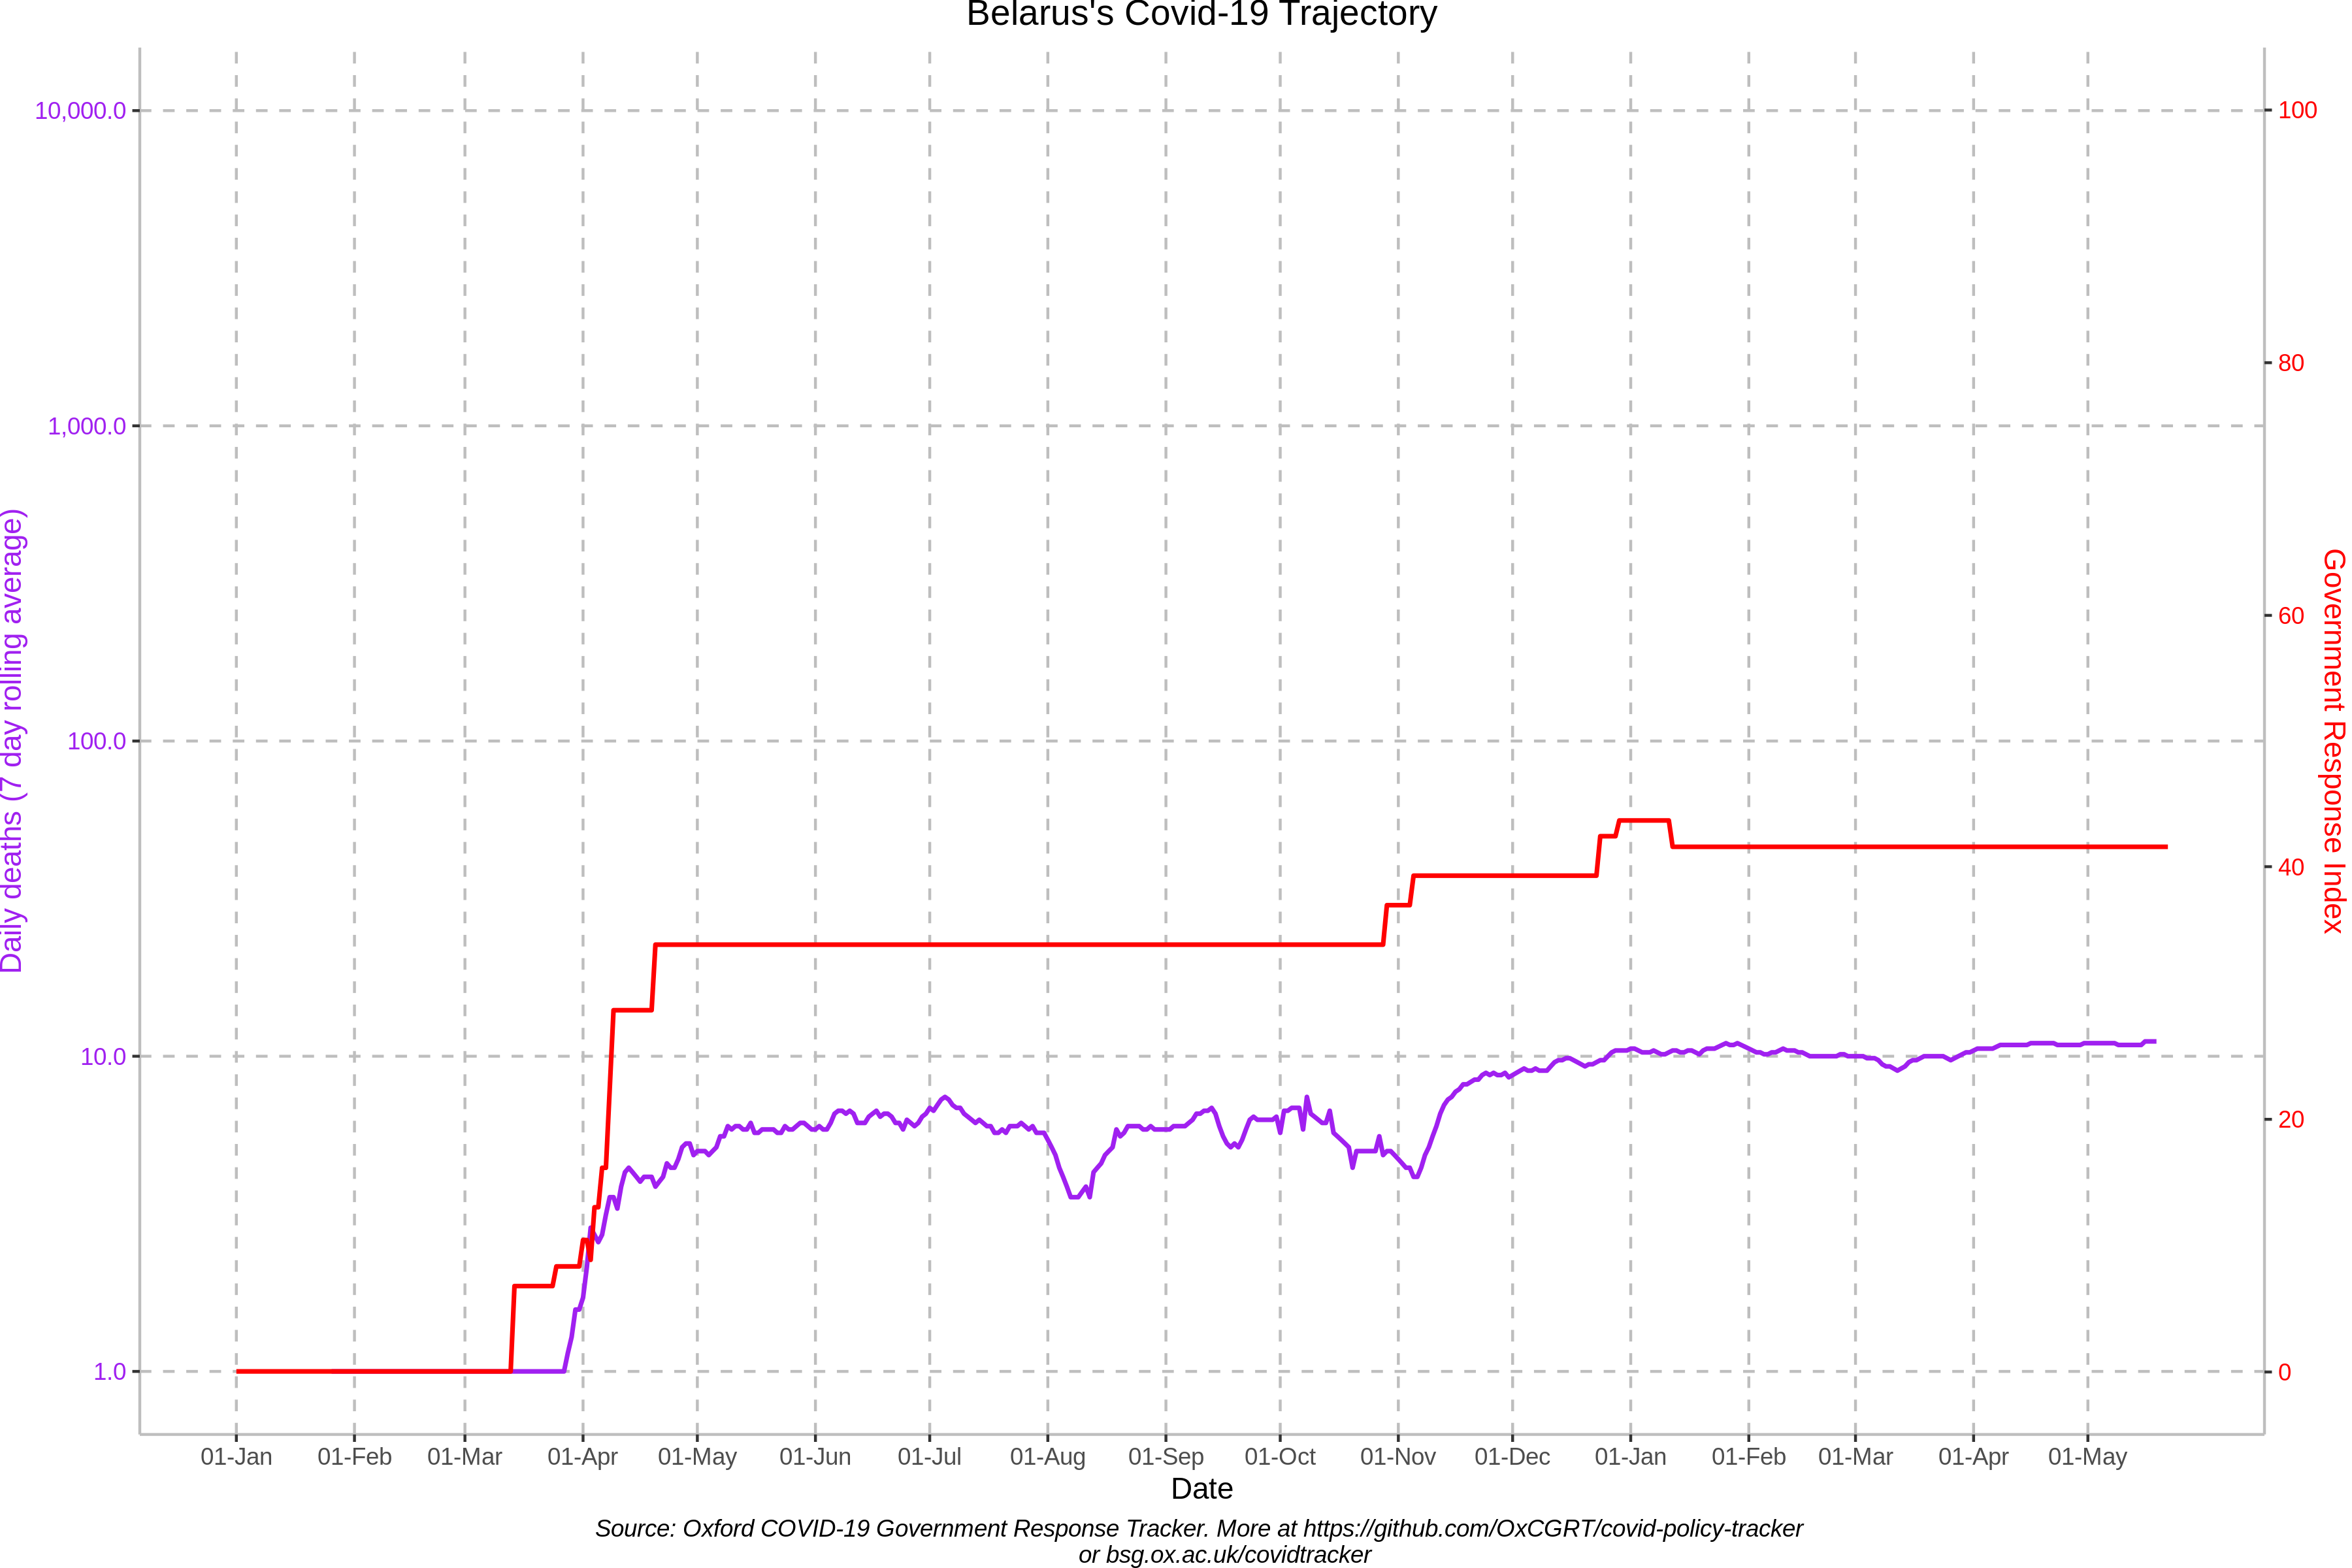 Belarus's Covid-19 Trajectory
10,000.0
1,000.0
100.0
10.0
1.0
Daily deaths (7 day rolling average)
100
80
60
40
20
0
Government Response Index
01-Jan 01-Feb 01-Mar 01-Apr 01-May 01-Jun 01-Jul 01-Aug 01-Sep 01-Oct 01-Nov 01-Dec 01-Jan 01-Feb 01-Mar 01-Apr 01-May
Date
Source: Oxford COVID-19 Government Response Tracker. More at https://github.com/OxCGRT/covid-policy-tracker
or bsg.ox.ac.uk/covidtracker